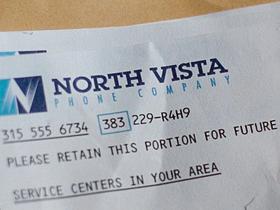 NORTH VISTA
PHONE COMPANY
315 555 6734 383 229-R4H9
PLEASE RETAIN THIS PORTION FOR FUTURE
SERVICE CENTERS IN YOUR AREA